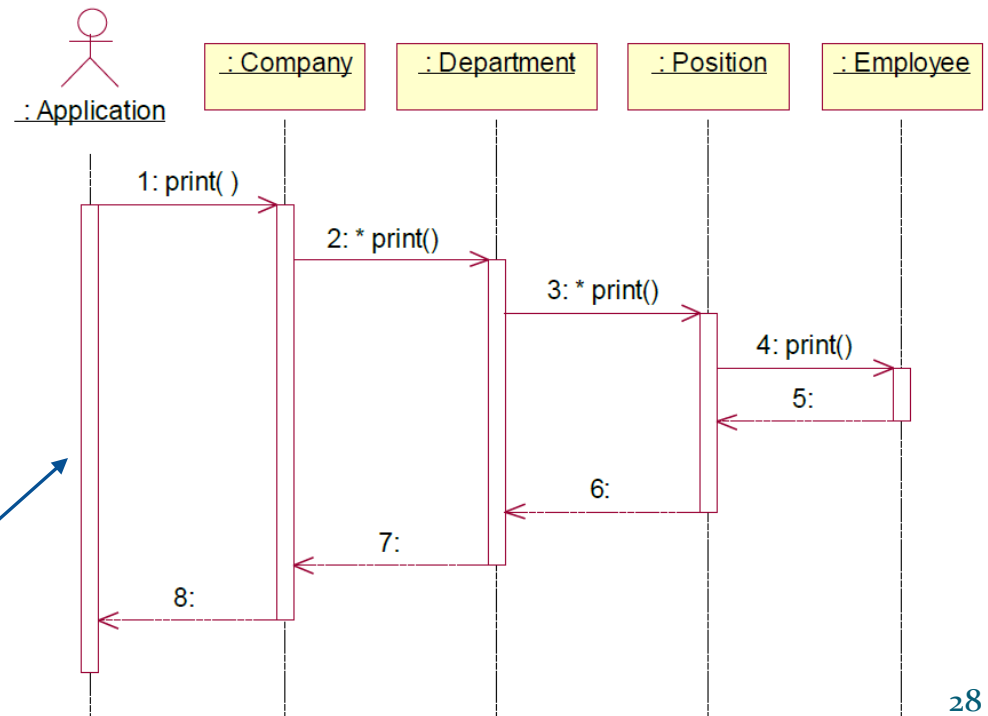 : Company
: Department
: Position
: Employee
: Application
1: print( )
2: * print()
3: * print()
4: print()
5:
6:
7:
8:
28